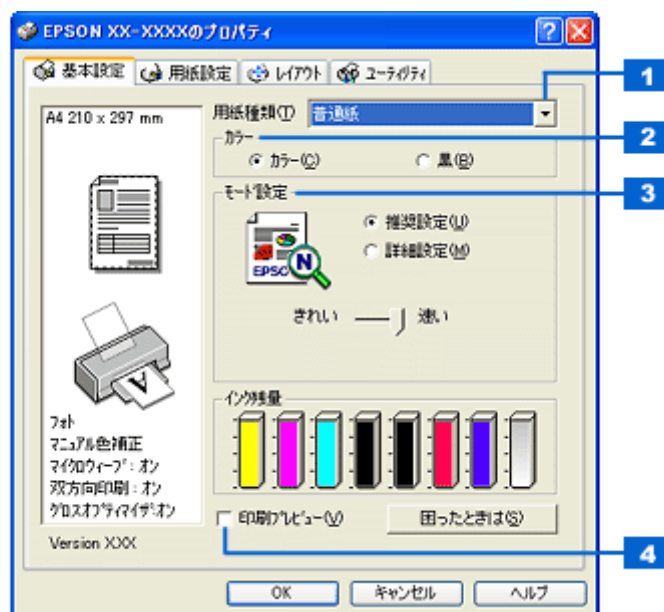 EPSON XX-XXXXのプロパティ
基本設定 用紙設定 レイアウト ユーティリティ
A4 210 x 297 mm
用紙種類(T) 普通紙
1
カラー
2
カラー(C) 黒(B)
モード設定
3
推奨設定(U)
詳細設定(M)
EPSON
N
きれい 速い
A
インク残量
フォト
マニュアル色補正
マイクロウィーブ:オン
双方向印刷:オン
グロスオプティマイザ:オン
印刷プレビュー(V) 困ったときは(S)
Version XXX
4
OK キャンセル ヘルプ